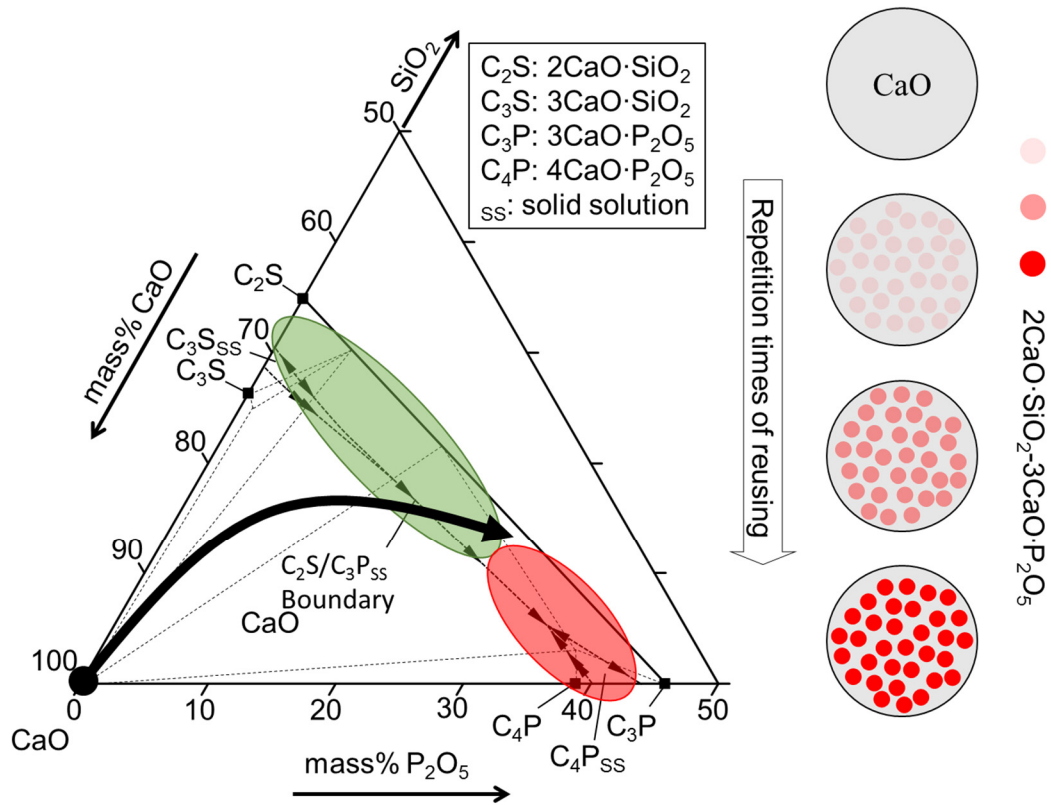 SiO₂
50
60
70
80
90
100
mass% CaO
C₂S: 2CaO·SiO₂
C₃S: 3CaO·SiO₂
C₃P: 3CaO·P₂O₅
C₄P: 4CaO·P₂O₅
ss: solid solution
C₂S
C₃Sss
C₃S
C₂S/C₃Pss
Boundary
CaO
0
10
20
30
40
50
CaO
C₄P
C₄Pss
C₃P
mass% P₂O₅
CaO
Repetition times of reusing
2CaO·SiO₂-3CaO·P₂O₅